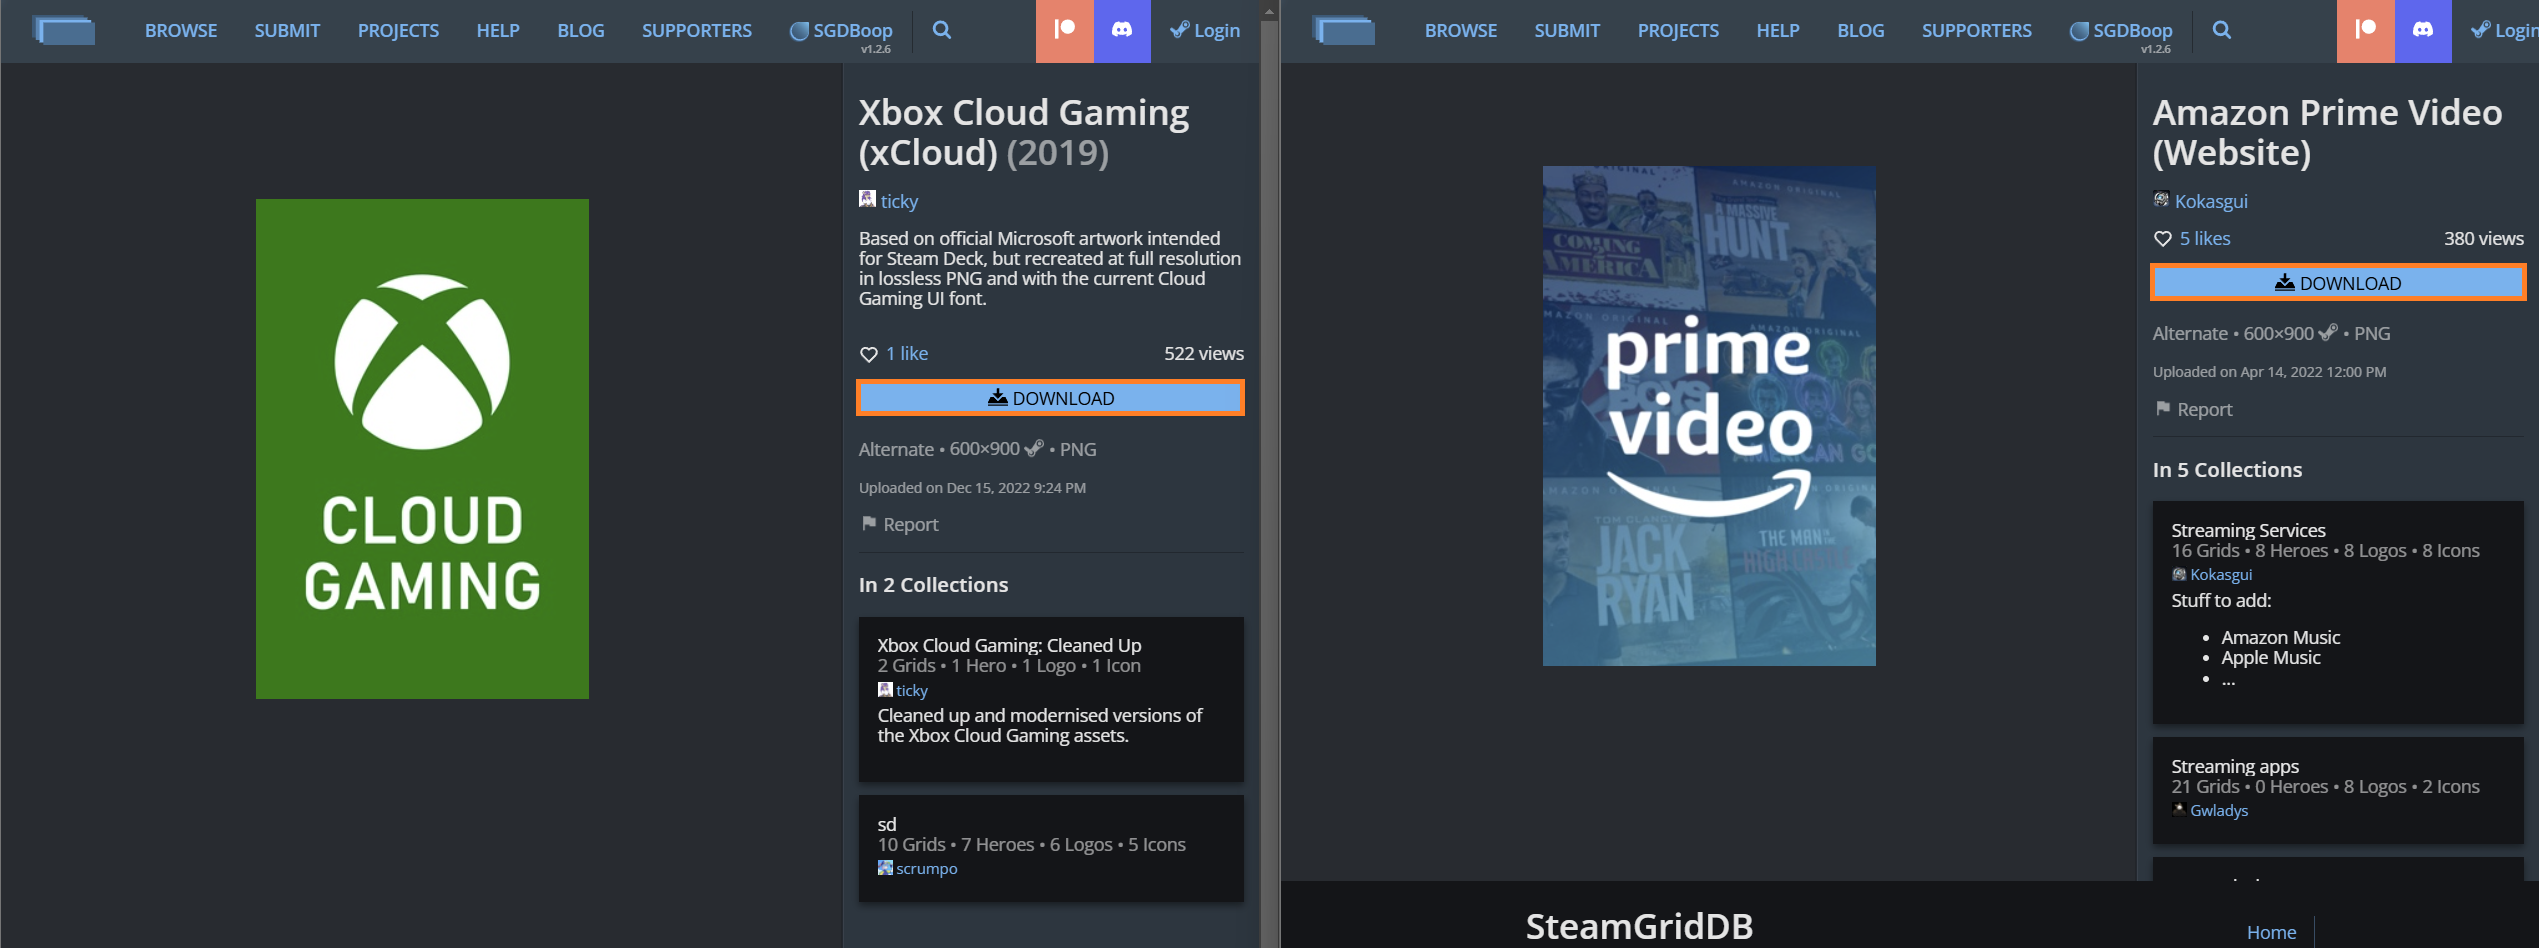 BROWSE SUBMIT PROJECTS HELP BLOG SUPPORTERS SGDBoop Login
v1.2.6
Xbox Cloud Gaming
(xCloud) (2019)
ticky
Based on official Microsoft artwork intended
for Steam Deck, but recreated at full resolution
in lossless PNG and with the current Cloud
Gaming UI font.
1 like 522 views
DOWNLOAD
Alternate • 600×900 • PNG
Uploaded on Dec 15, 2022 9:24 PM
Report
In 2 Collections
Xbox Cloud Gaming: Cleaned Up
2 Grids • 1 Hero • 1 Logo • 1 Icon
ticky
Cleaned up and modernised versions of
the Xbox Cloud Gaming assets.
sd
10 Grids • 7 Heroes • 6 Logos • 5 Icons
scrumpo
CLOUD
GAMING
BROWSE SUBMIT PROJECTS HELP BLOG SUPPORTERS SGDBoop Login
v1.2.6
Amazon Prime Video
(Website)
Kokasgui
5 likes 380 views
DOWNLOAD
Alternate • 600×900 • PNG
Uploaded on Apr 14, 2022 12:00 PM
Report
In 5 Collections
Streaming Services
16 Grids • 8 Heroes • 8 Logos • 8 Icons
Kokasgui
Stuff to add:
• Amazon Music
• Apple Music
• ...
Streaming apps
21 Grids • 0 Heroes • 8 Logos • 2 Icons
Gwladys
AMAZON ORIGINAL
A MASSIVE
HUNT
COMING
AMERICA
AMAZON ORIGINAL
prime
video
BOYS
AMERICAN GO
TOM CLANCY
JACK
RYAN
THE MAN IN THE
HIGH CASTLE
SteamGridDB
Home